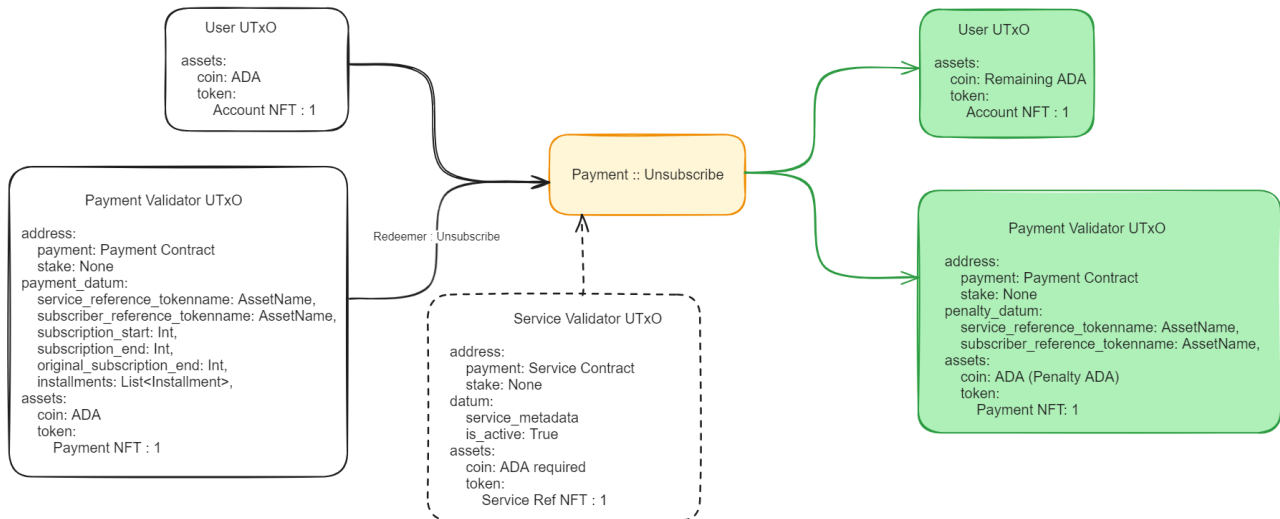 User UTxO
assets:
coin: ADA
token:
Account NFT : 1
Payment Validator UTxO
address:
payment: Payment Contract
stake: None
payment_datum:
service_reference_tokenname: AssetName,
subscriber_reference_tokenname: AssetName,
subscription_start: Int,
subscription_end: Int,
original_subscription_end: Int,
installments: List<Installment>,
assets:
coin: ADA
token:
Payment NFT : 1
Redeemer : Unsubscribe
Payment :: Unsubscribe
Service Validator UTxO
address:
payment: Service Contract
stake: None
datum:
service_metadata
is_active: True
assets:
coin: ADA required
token:
Service Ref NFT : 1
User UTxO
assets:
coin: Remaining ADA
token:
Account NFT : 1
Payment Validator UTxO
address:
payment: Payment Contract
stake: None
penalty_datum:
service_reference_tokenname: AssetName,
subscriber_reference_tokenname: AssetName,
assets:
coin: ADA (Penalty ADA)
token:
Payment NFT: 1